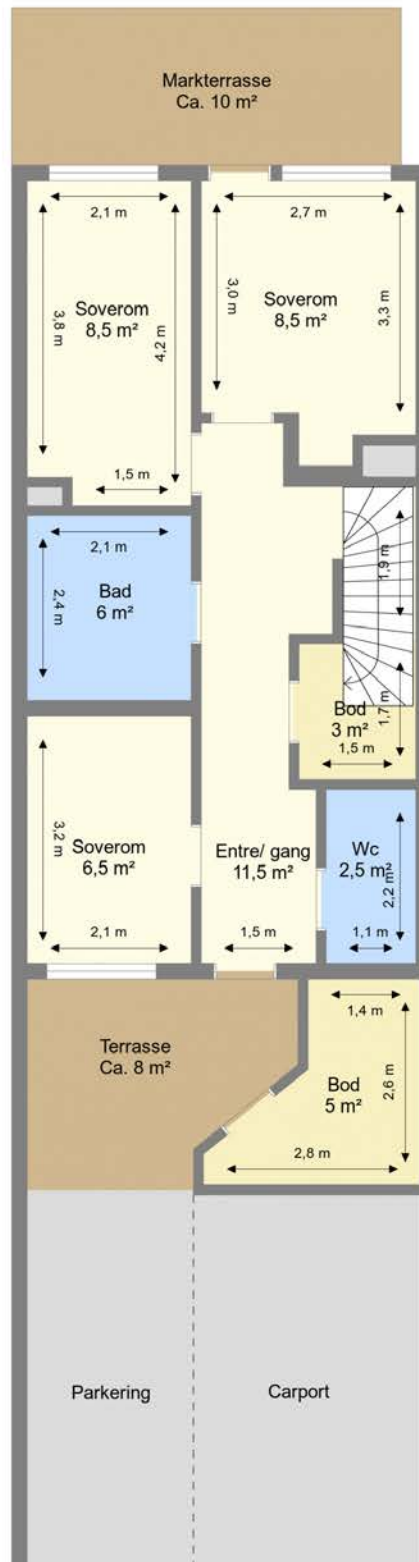 Markterrasse
Ca. 10 m²
2,1 m
2,7 m
3,8 m
Soverom
8,5 m²
4,2 m
3,0 m
Soverom
8,5 m²
3,3 m
1,5 m
2,1 m
2,4 m
Bad
6 m²
1,9 m
Bod
3 m²
1,7 m
1,5 m
3,2 m
Soverom
6,5 m²
2,1 m
Entre/ gang
11,5 m²
1,5 m
Wc
2,5 m²
2,2 m
1,1 m
Terrasse
Ca. 8 m²
1,4 m
Bod
5 m²
2,6 m
2,8 m
Parkering
Carport